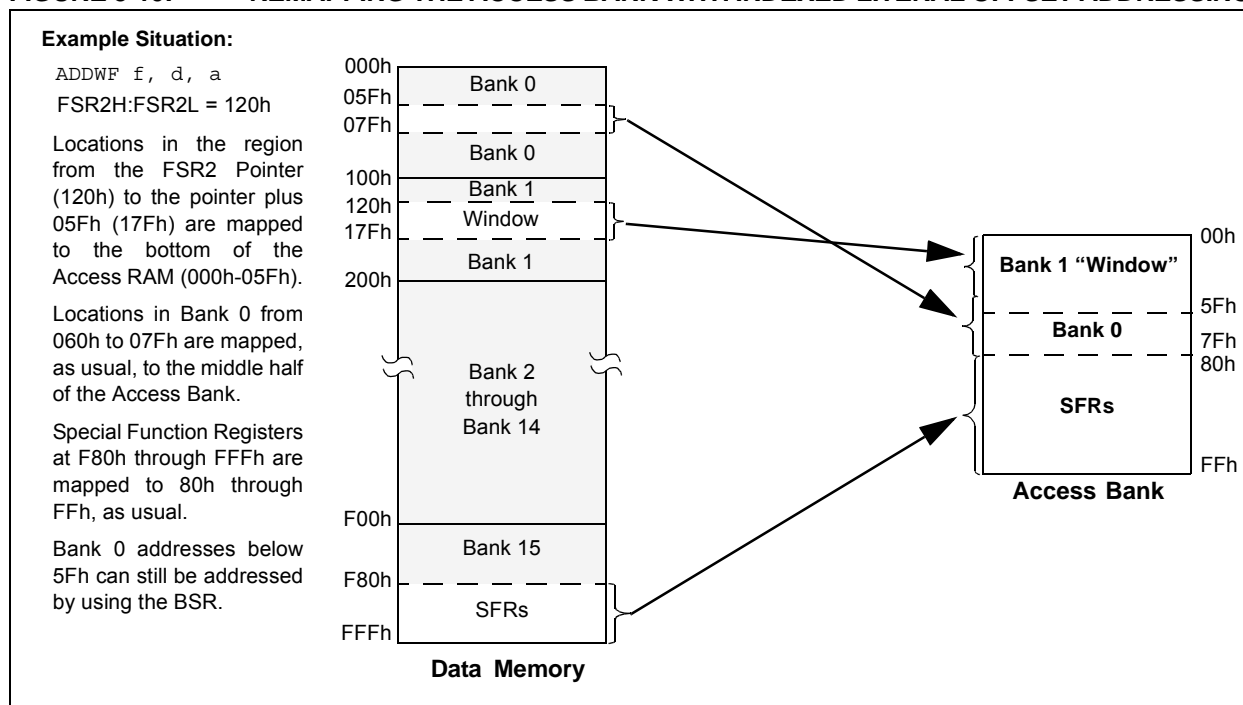 Example Situation:
ADDWF f, d, a
FSR2H:FSR2L = 120h
Locations in the region
from the FSR2 Pointer
(120h) to the pointer plus
05Fh (17Fh) are mapped
to the bottom of the
Access RAM (000h-05Fh).
Locations in Bank 0 from
060h to 07Fh are mapped,
as usual, to the middle half
of the Access Bank.
Special Function Registers
at F80h through FFFh are
mapped to 80h through
FFh, as usual.
Bank 0 addresses below
5Fh can still be addressed
by using the BSR.
000h
Bank 0
05Fh
07Fh
Bank 0
100h
Bank 1
120h
Window
17Fh
Bank 1
200h
Bank 2
through
Bank 14
F00h
Bank 15
F80h
SFRs
FFFh
Data Memory
00h
Bank 1 “Window”
5Fh
Bank 0
7Fh
80h
SFRs
FFh
Access Bank